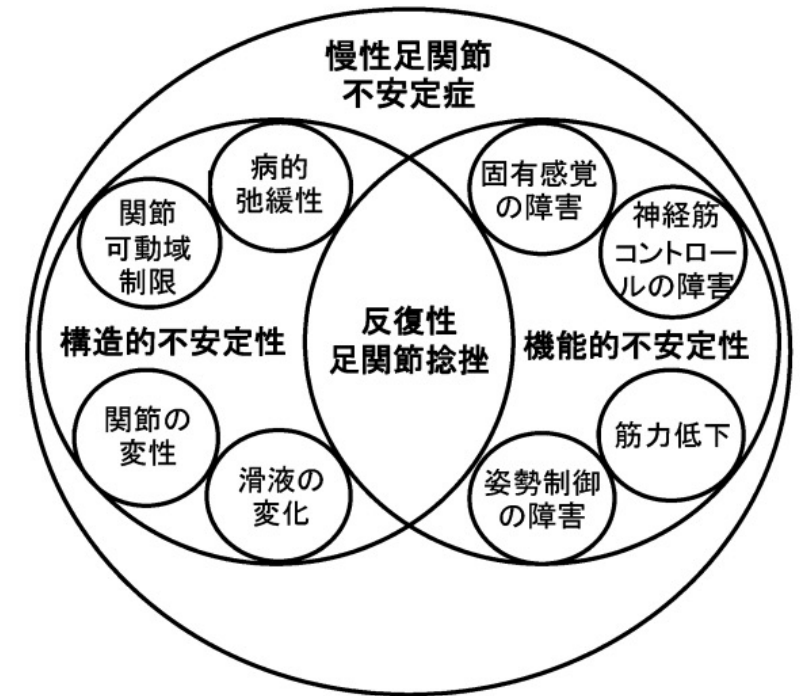 慢性足関節
不安定症
病的
弛緩性
関節
可動域
制限
構造的不安定性
関節の
変性
滑液の
変化
反復性
足関節捻挫
固有感覚
の障害
神経筋
コントロー
ルの障害
機能的不安定性
筋力低下
姿勢制御
の障害